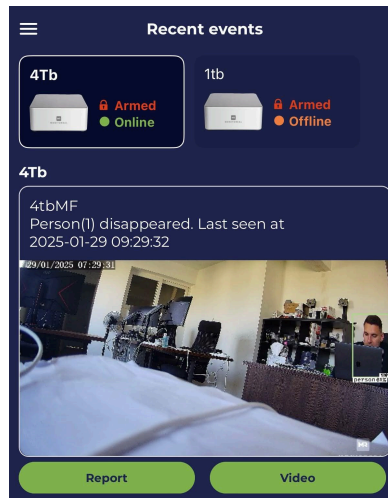 Recent events
4Tb
Armed
Online
1tb
Armed
Offline
4Tb
4tbMF
Person(1) disappeared. Last seen at
2025-01-29 09:29:32
29/01/2025 07:29:31
Report
Video